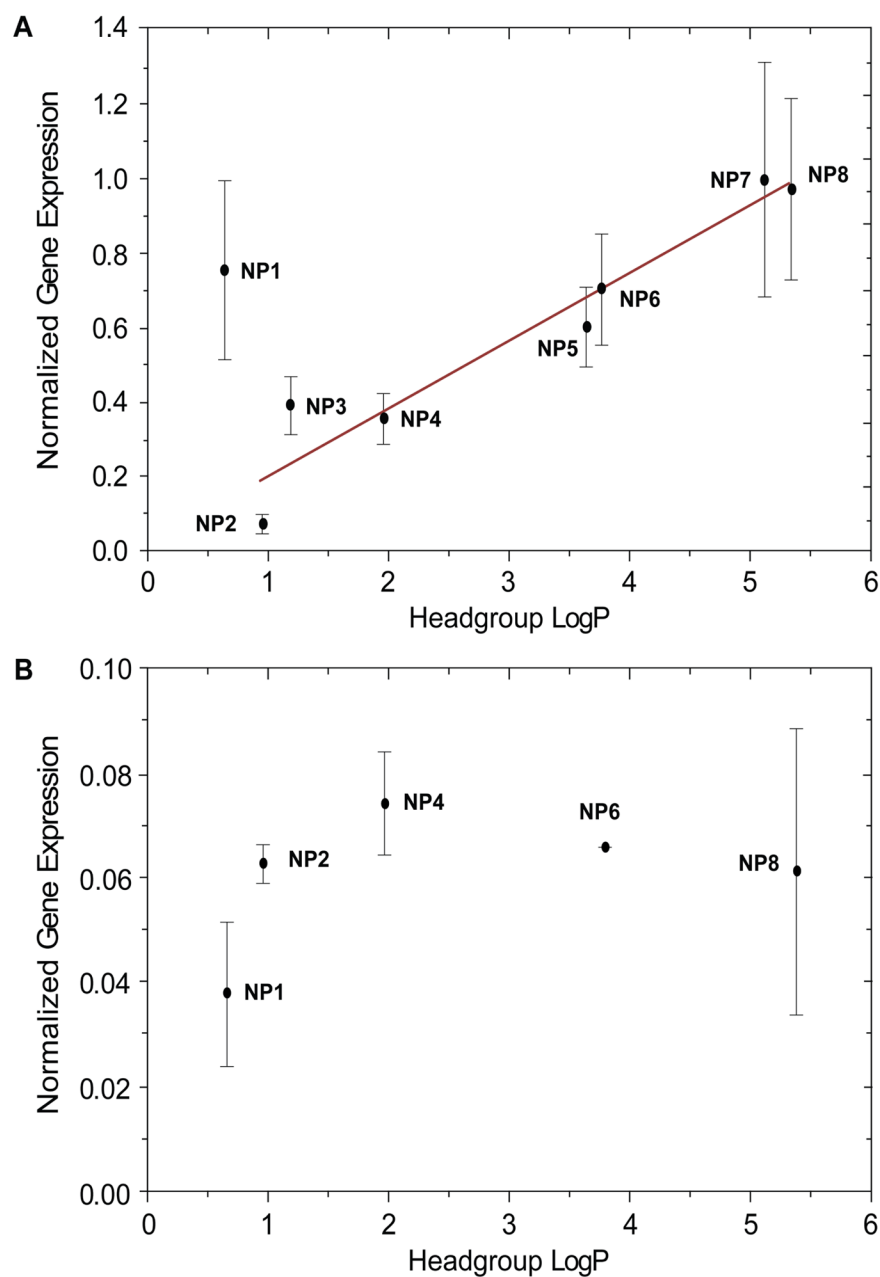 A
1.4
1.2
1.0
0.8
0.6
0.4
0.2
0.0
Normalized Gene Expression
NP1
NP2
NP3
NP4
NP5
NP6
NP7
NP8
0 1 2 3 4 5 6
Headgroup LogP
B
0.10
0.08
0.06
0.04
0.02
0.00
Normalized Gene Expression
NP1
NP2
NP4
NP6
NP8
0 1 2 3 4 5 6
Headgroup LogP